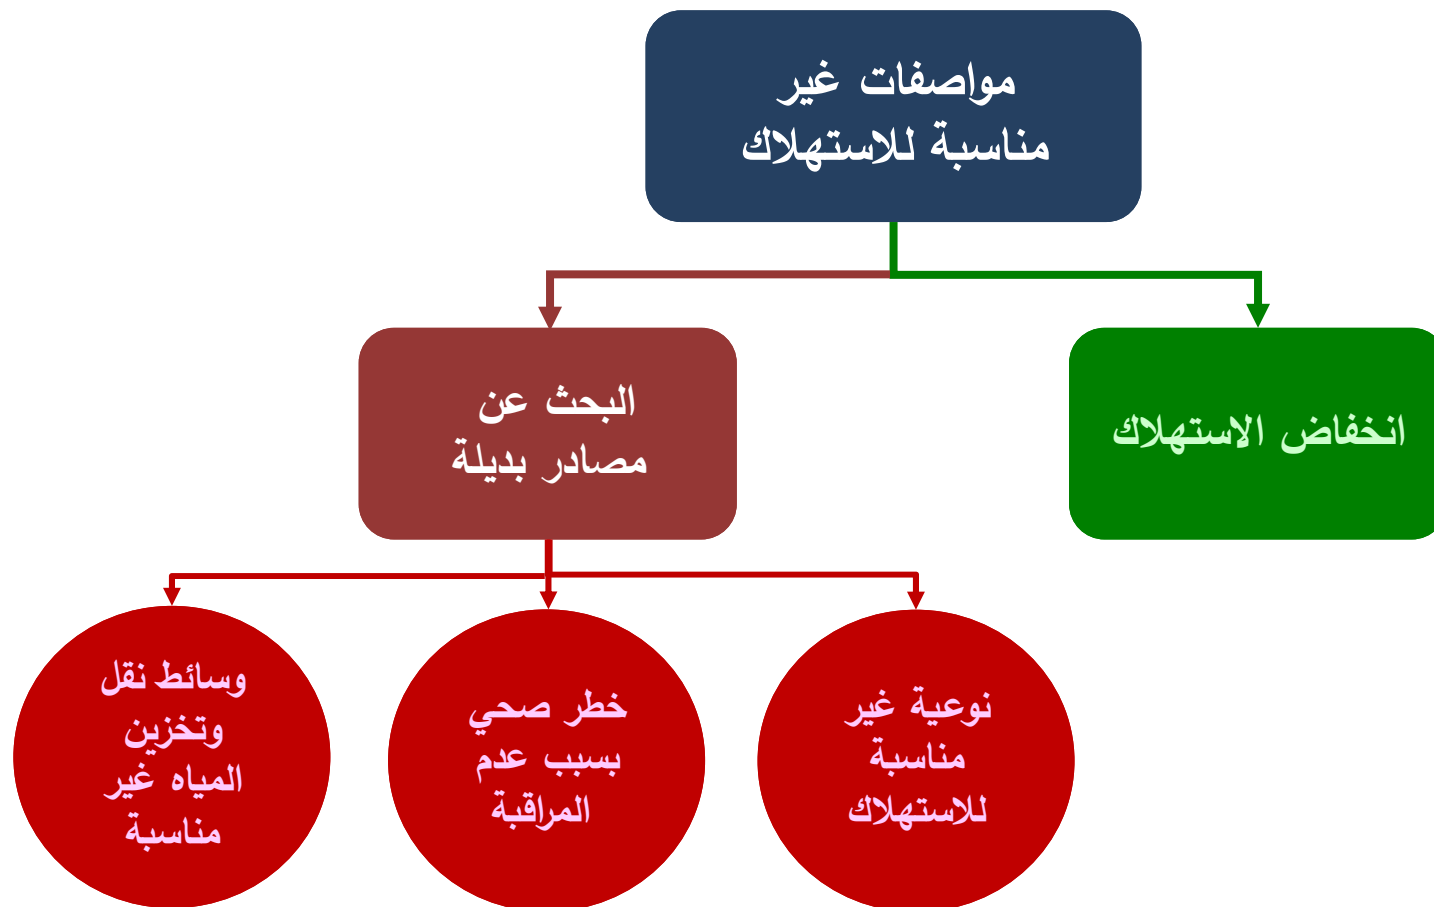 مواصفات غير
مناسبة للاستهلاك
انخفاض الاستهلاك
البحث عن
مصادر بديلة
نوعية غير
مناسبة
للاستهلاك
خطر صحي
بسبب عدم
المراقبة
وسائط نقل
وتخزين
المياه غير
مناسبة